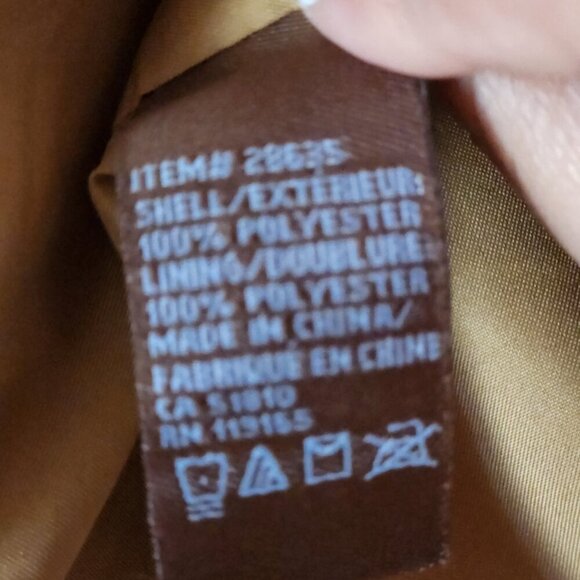 ITEM# 28635
SHELL/EXTÉRIEUR:
100% POLYESTER
LINING/DOUBLURE:
100% POLYESTER
MADE IN CHINA/
FABRIQUÉ EN CHINE
CA 51810
RN 119165